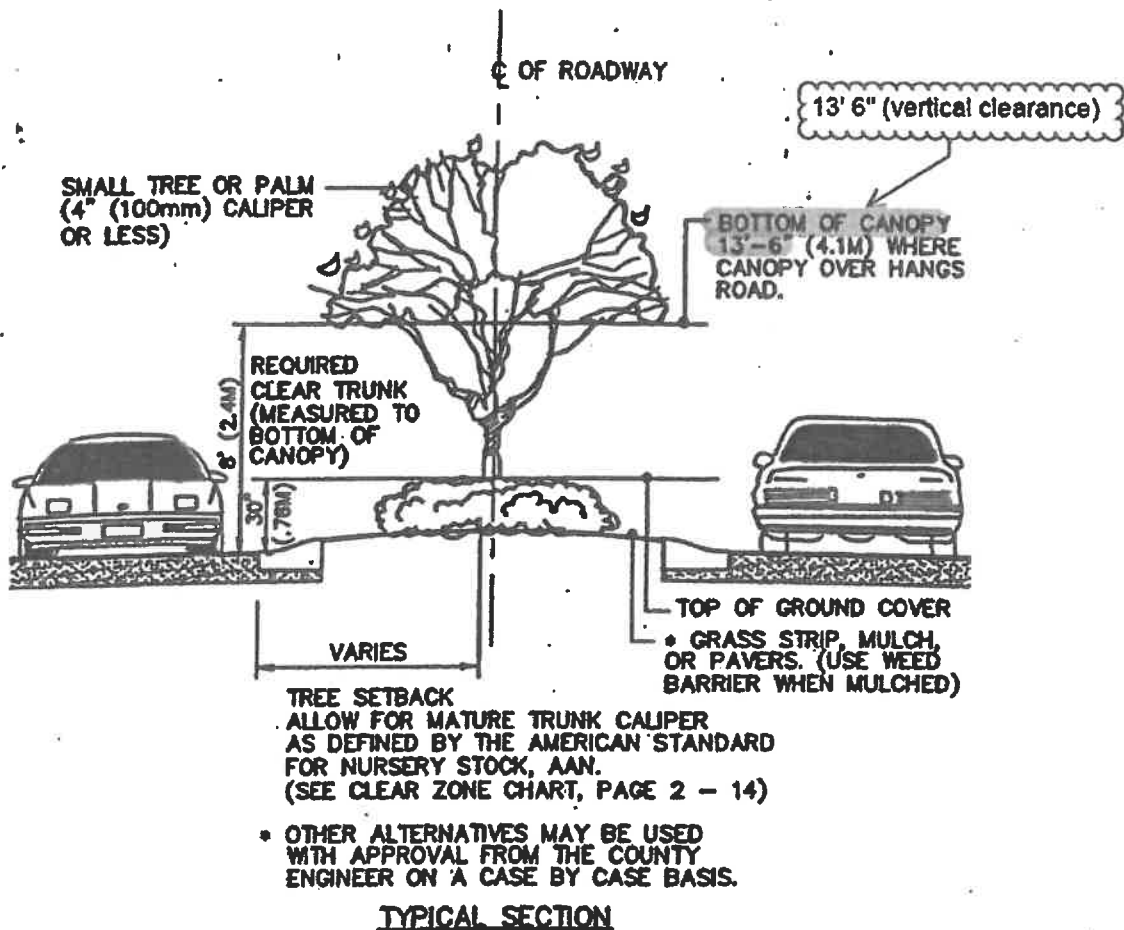 ℄ OF ROADWAY
13' 6" (vertical clearance)
SMALL TREE OR PALM
(4" (100mm) CALIPER
OR LESS)
BOTTOM OF CANOPY
13'-6" (4.1M) WHERE
CANOPY OVER HANGS
ROAD.
8' (2.4M)
REQUIRED
CLEAR TRUNK
(MEASURED TO
BOTTOM OF
CANOPY)
30"
(.76M)
TOP OF GROUND COVER
* GRASS STRIP, MULCH,
OR PAVERS. (USE WEED
BARRIER WHEN MULCHED)
VARIES
TREE SETBACK
ALLOW FOR MATURE TRUNK CALIPER
AS DEFINED BY THE AMERICAN STANDARD
FOR NURSERY STOCK, AAN.
(SEE CLEAR ZONE CHART, PAGE 2 - 14)
* OTHER ALTERNATIVES MAY BE USED
WITH APPROVAL FROM THE COUNTY
ENGINEER ON A CASE BY CASE BASIS.
TYPICAL SECTION